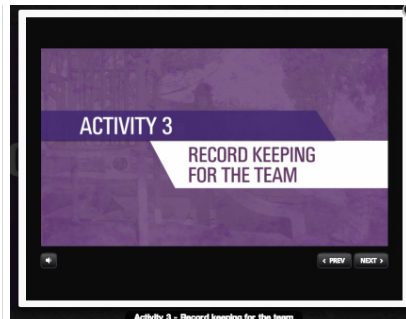 ACTIVITY 3
RECORD KEEPING
FOR THE TEAM
< PREV
NEXT >
Activity 3 - Record keeping for the team